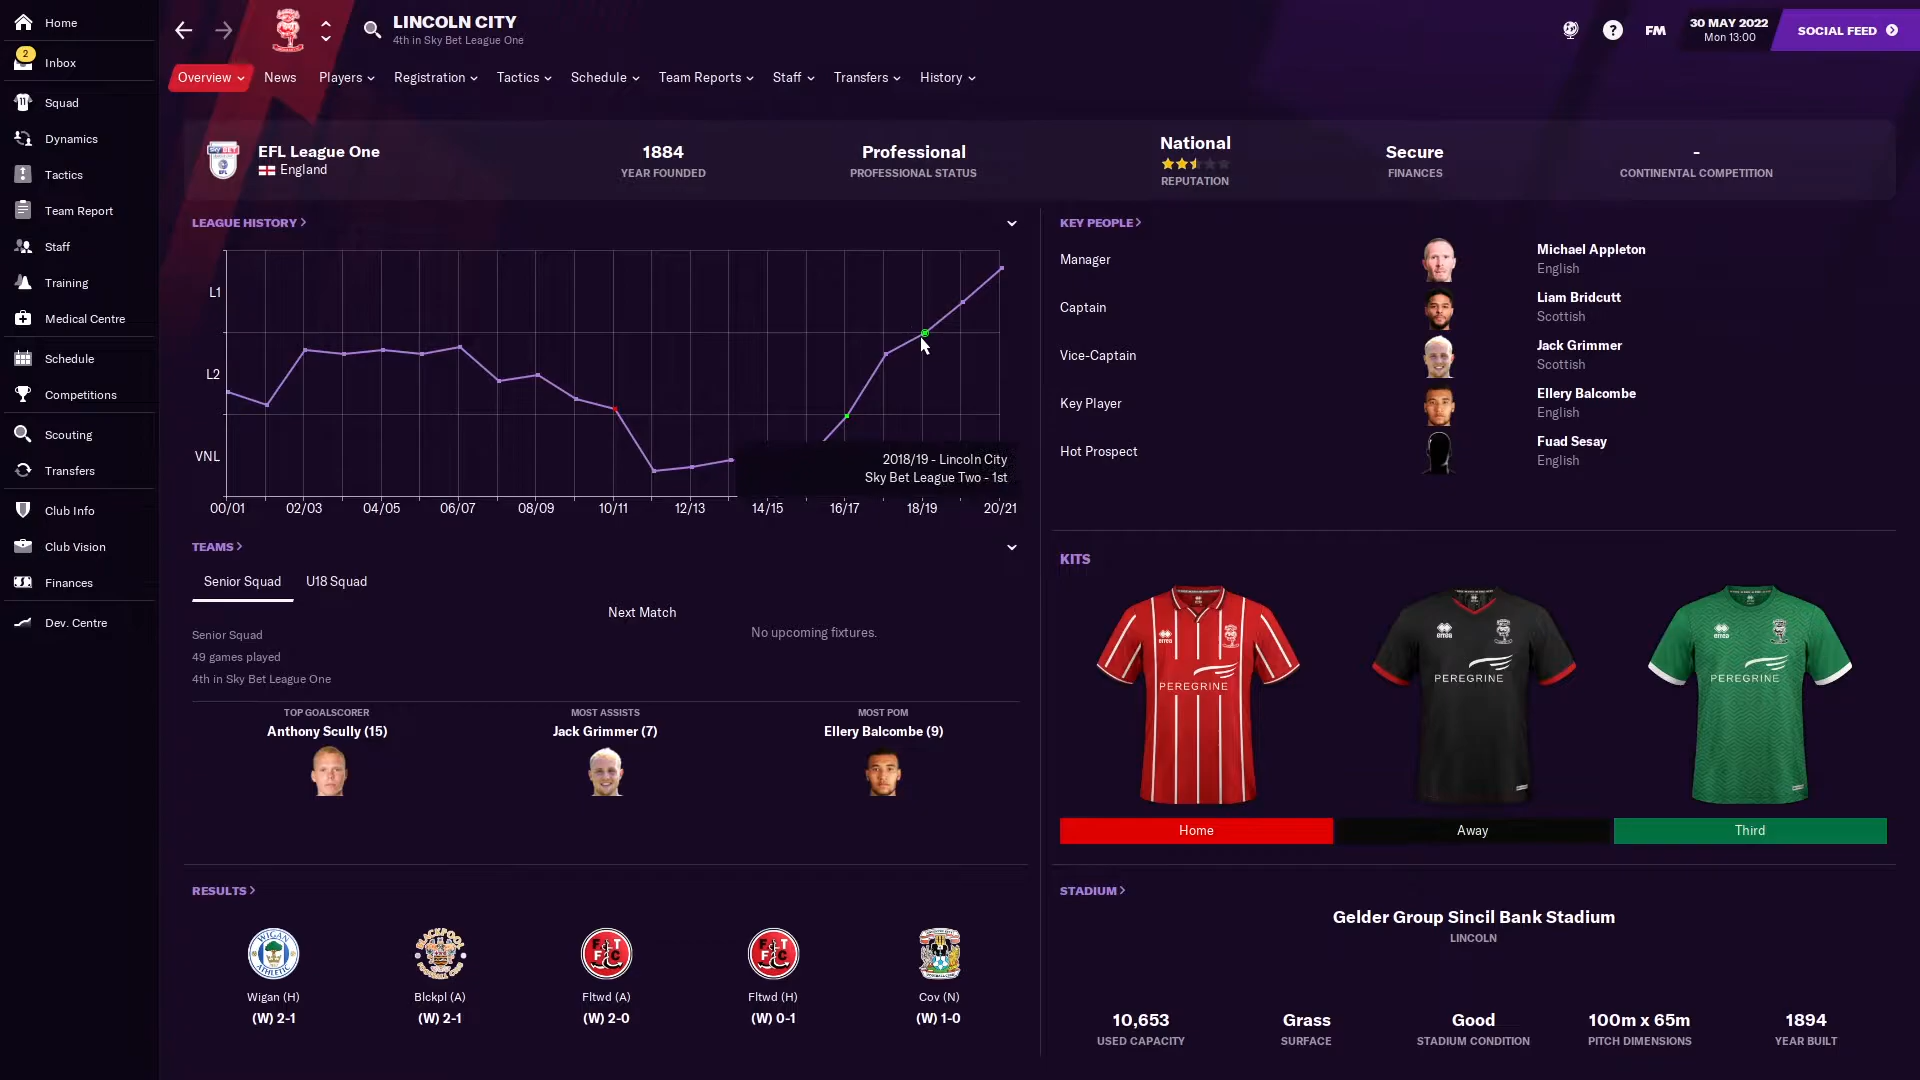 Home
2
Inbox
Squad
Dynamics
Tactics
Team Report
Staff
Training
Medical Centre
Schedule
Competitions
Scouting
Transfers
Club Info
Club Vision
Finances
Dev. Centre
LINCOLN CITY
4th in Sky Bet League One
?
FM
30 MAY 2022
Mon 13:00
SOCIAL FEED
Overview
News
Players
Registration
Tactics
Schedule
Team Reports
Staff
Transfers
History
EFL League One
England
1884
YEAR FOUNDED
Professional
PROFESSIONAL STATUS
National
REPUTATION
Secure
FINANCES
-
CONTINENTAL COMPETITION
LEAGUE HISTORY >
L1
L2
VNL
2018/19 - Lincoln City
Sky Bet League Two - 1st
00/01 02/03 04/05 06/07 08/09 10/11 12/13 14/15 16/17 18/19 20/21
TEAMS >
Senior Squad U18 Squad
Next Match
No upcoming fixtures.
Senior Squad
49 games played
4th in Sky Bet League One
TOP GOALSCORER
Anthony Scully (15)
MOST ASSISTS
Jack Grimmer (7)
MOST POM
Ellery Balcombe (9)
RESULTS >
Wigan (H)
(W) 2-1
Blckpl (A)
(W) 2-1
Fltwd (A)
(W) 2-0
Fltwd (H)
(W) 0-1
Cov (N)
(W) 1-0
KEY PEOPLE >
Manager
Michael Appleton
English
Captain
Liam Bridcutt
Scottish
Vice-Captain
Jack Grimmer
Scottish
Key Player
Ellery Balcombe
English
Hot Prospect
Fuad Sesay
English
KITS
errea
PEREGRINE
errea
PEREGRINE
errea
PEREGRINE
Home
Away
Third
STADIUM >
Gelder Group Sincil Bank Stadium
LINCOLN
10,653
USED CAPACITY
Grass
SURFACE
Good
STADIUM CONDITION
100m x 65m
PITCH DIMENSIONS
1894
YEAR BUILT